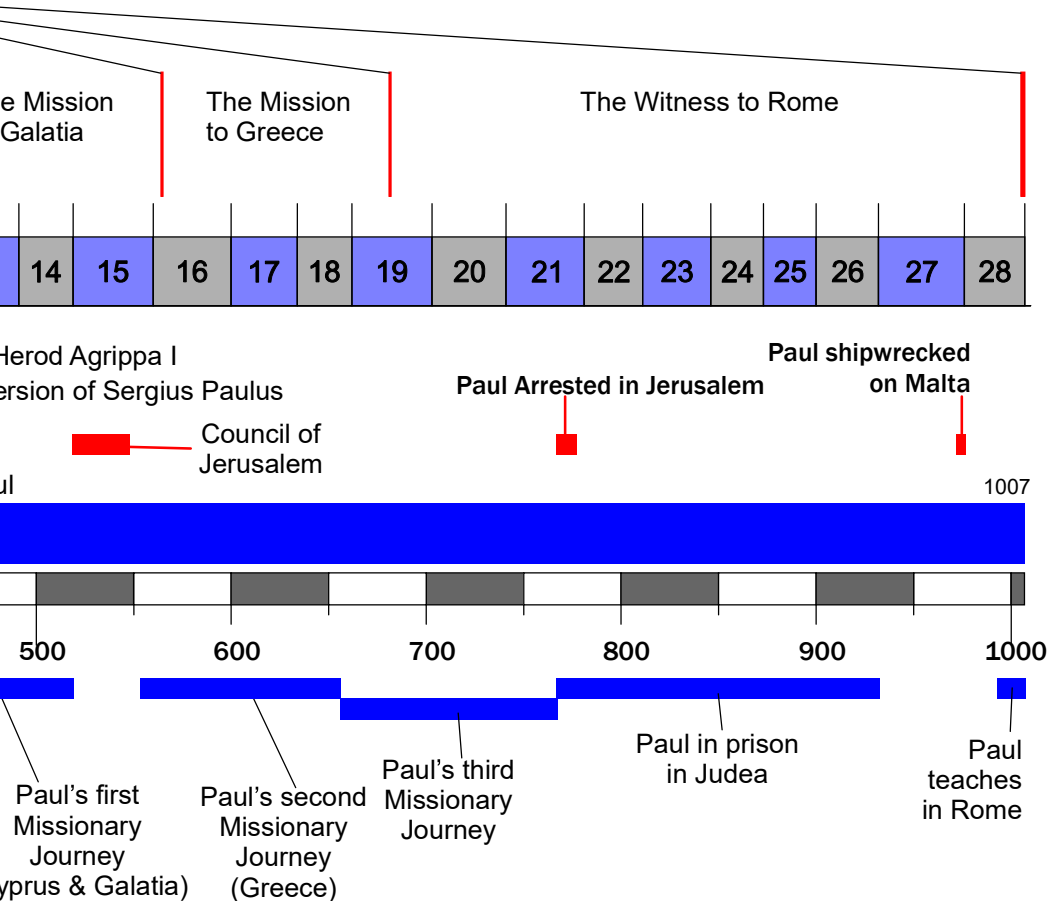 e Mission
Galatia
The Mission
to Greece
The Witness to Rome
14 15 16 17 18 19 20 21 22 23 24 25 26 27 28
Herod Agrippa I
ersion of Sergius Paulus
Council of
Jerusalem
Paul Arrested in Jerusalem
Paul shipwrecked
on Malta
ul
1007
500 600 700 800 900 1000
Paul's first
Missionary
Journey
yprus & Galatia)
Paul's second
Missionary
Journey
(Greece)
Paul's third
Missionary
Journey
Paul in prison
in Judea
Paul
teaches
in Rome